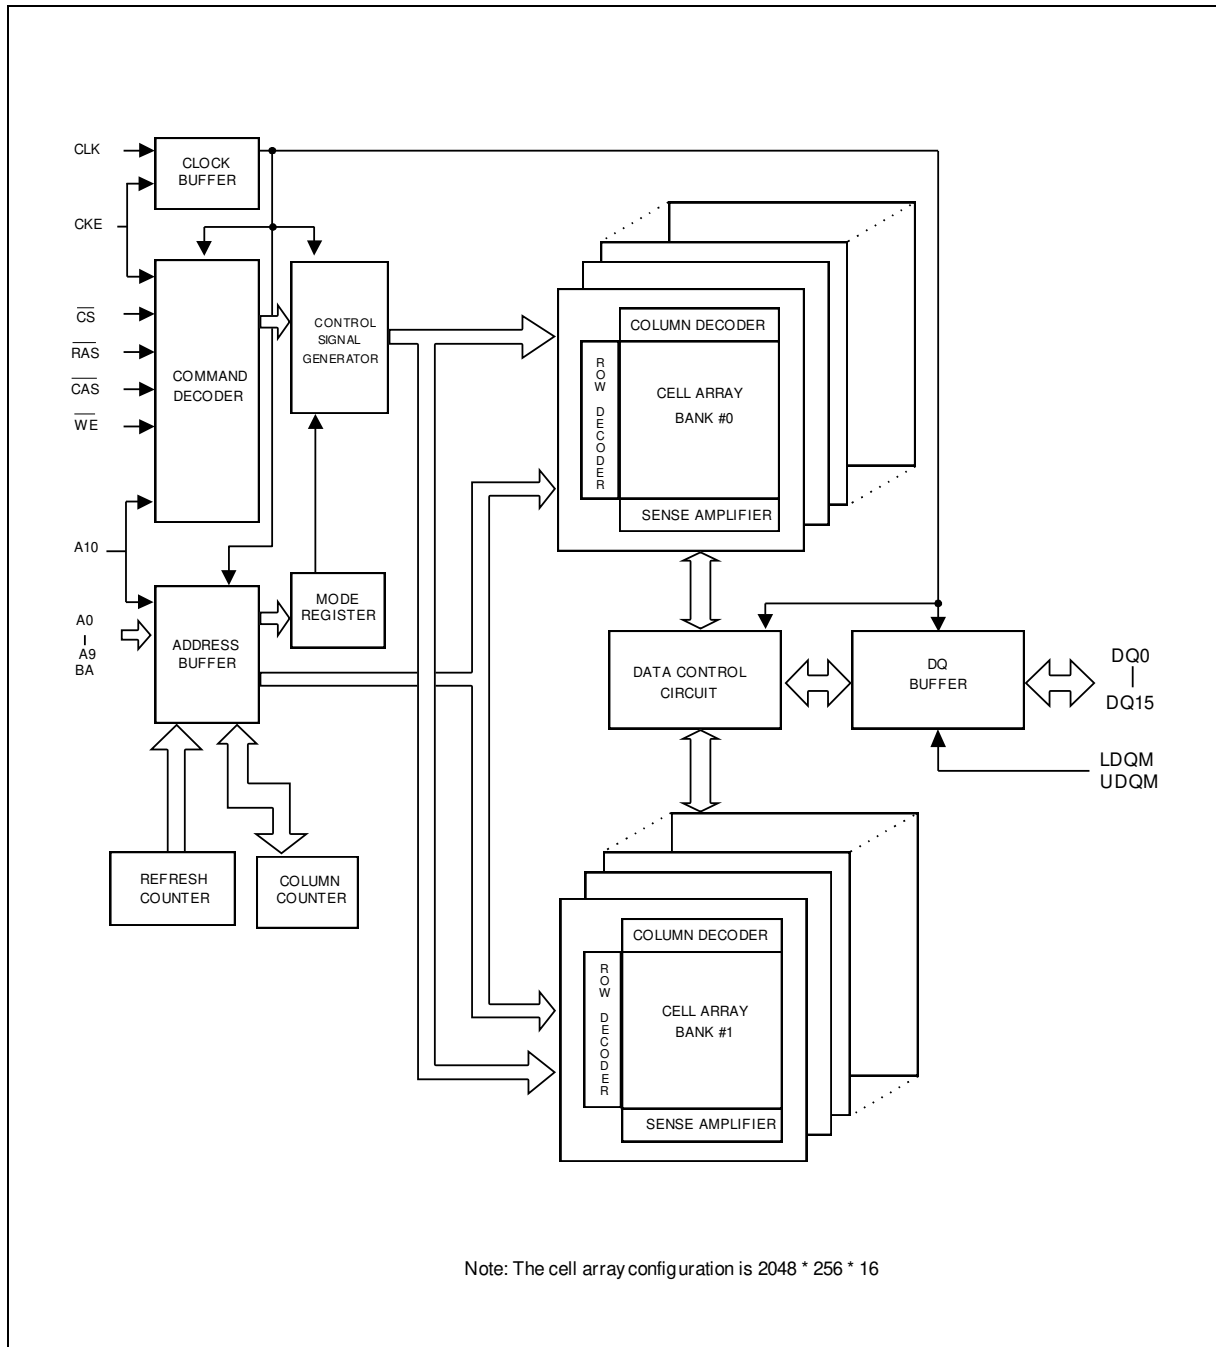 CLK
CLOCK
BUFFER
CKE
CS
RAS
CAS
WE
COMMAND
DECODER
CONTROL
SIGNAL
GENERATOR
A10
A0
A9
BA
ADDRESS
BUFFER
MODE
REGISTER
REFRESH
COUNTER
COLUMN
COUNTER
COLUMN DECODER
ROW DECODER
CELL ARRAY
BANK #0
SENSE AMPLIFIER
DATA CONTROL
CIRCUIT
DQ
BUFFER
DQ0
DQ15
LDQM
UDQM
COLUMN DECODER
ROW DECODER
CELL ARRAY
BANK #1
SENSE AMPLIFIER
Note: The cell array configuration is 2048 * 256 * 16